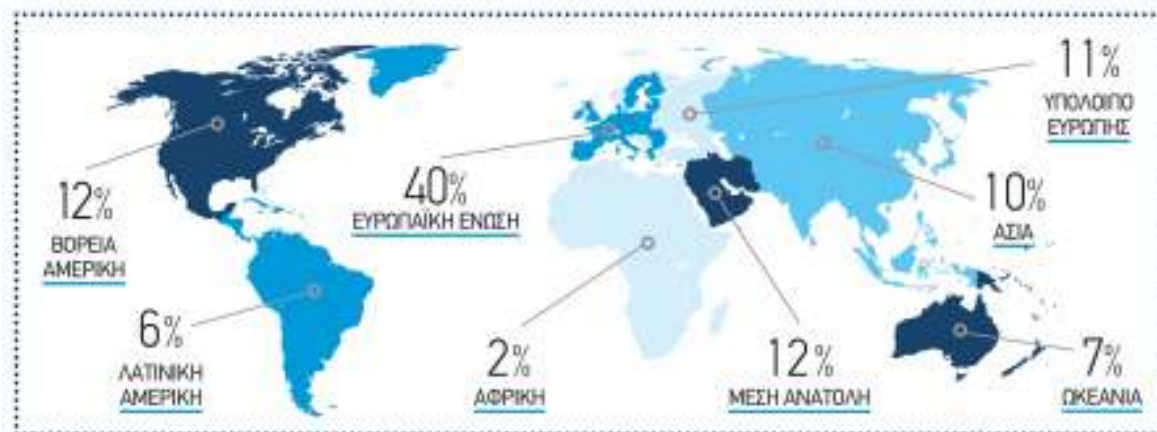 11%
ΥΠΟΛΟΙΠΟ
ΕΥΡΩΠΗΣ
12%
ΒΟΡΕΙΑ
ΑΜΕΡΙΚΗ
40%
ΕΥΡΩΠΑΪΚΗ ΕΝΩΣΗ
10%
ΑΣΙΑ
6%
ΛΑΤΙΝΙΚΗ
ΑΜΕΡΙΚΗ
2%
ΑΦΡΙΚΗ
12%
ΜΕΣΗ ΑΝΑΤΟΛΗ
7%
ΩΚΕΑΝΙΑ